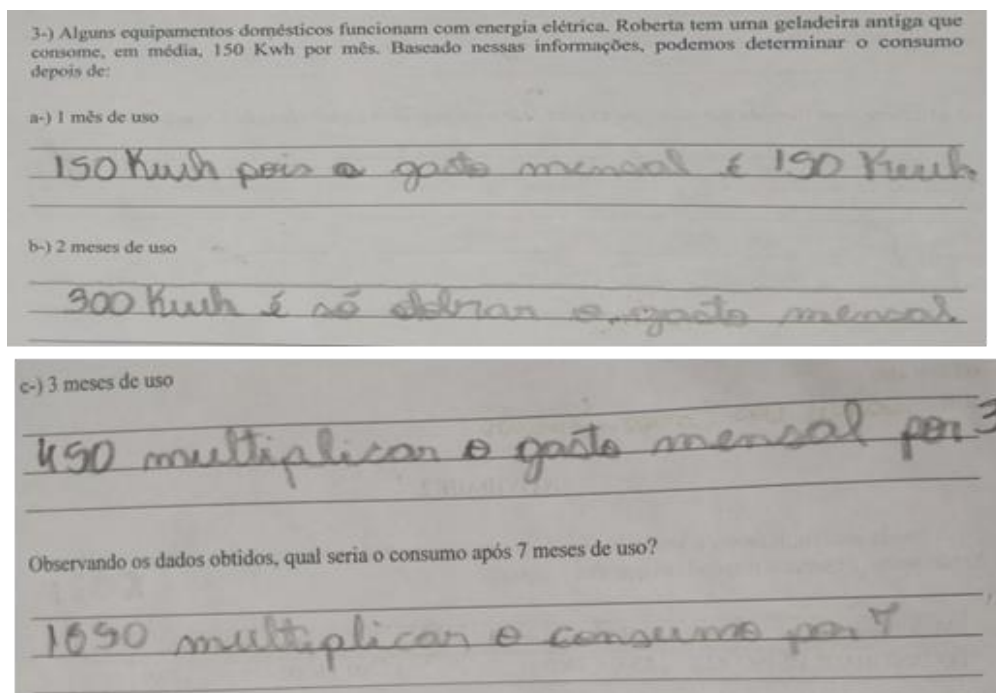 3-) Alguns equipamentos domésticos funcionam com energia elétrica. Roberta tem uma geladeira antiga que
consome, em média, 150 Kwh por mês. Baseado nessas informações, podemos determinar o consumo
depois de:
a-) 1 mês de uso
150 Kwh pois o gasto mensal é 150 Kwh
b-) 2 meses de uso
300 Kwh é só dobrar o gasto mensal
c-) 3 meses de uso
450 multiplicar o gasto mensal por 3
Observando os dados obtidos, qual seria o consumo após 7 meses de uso?
1050 multiplicar o consumo por 7